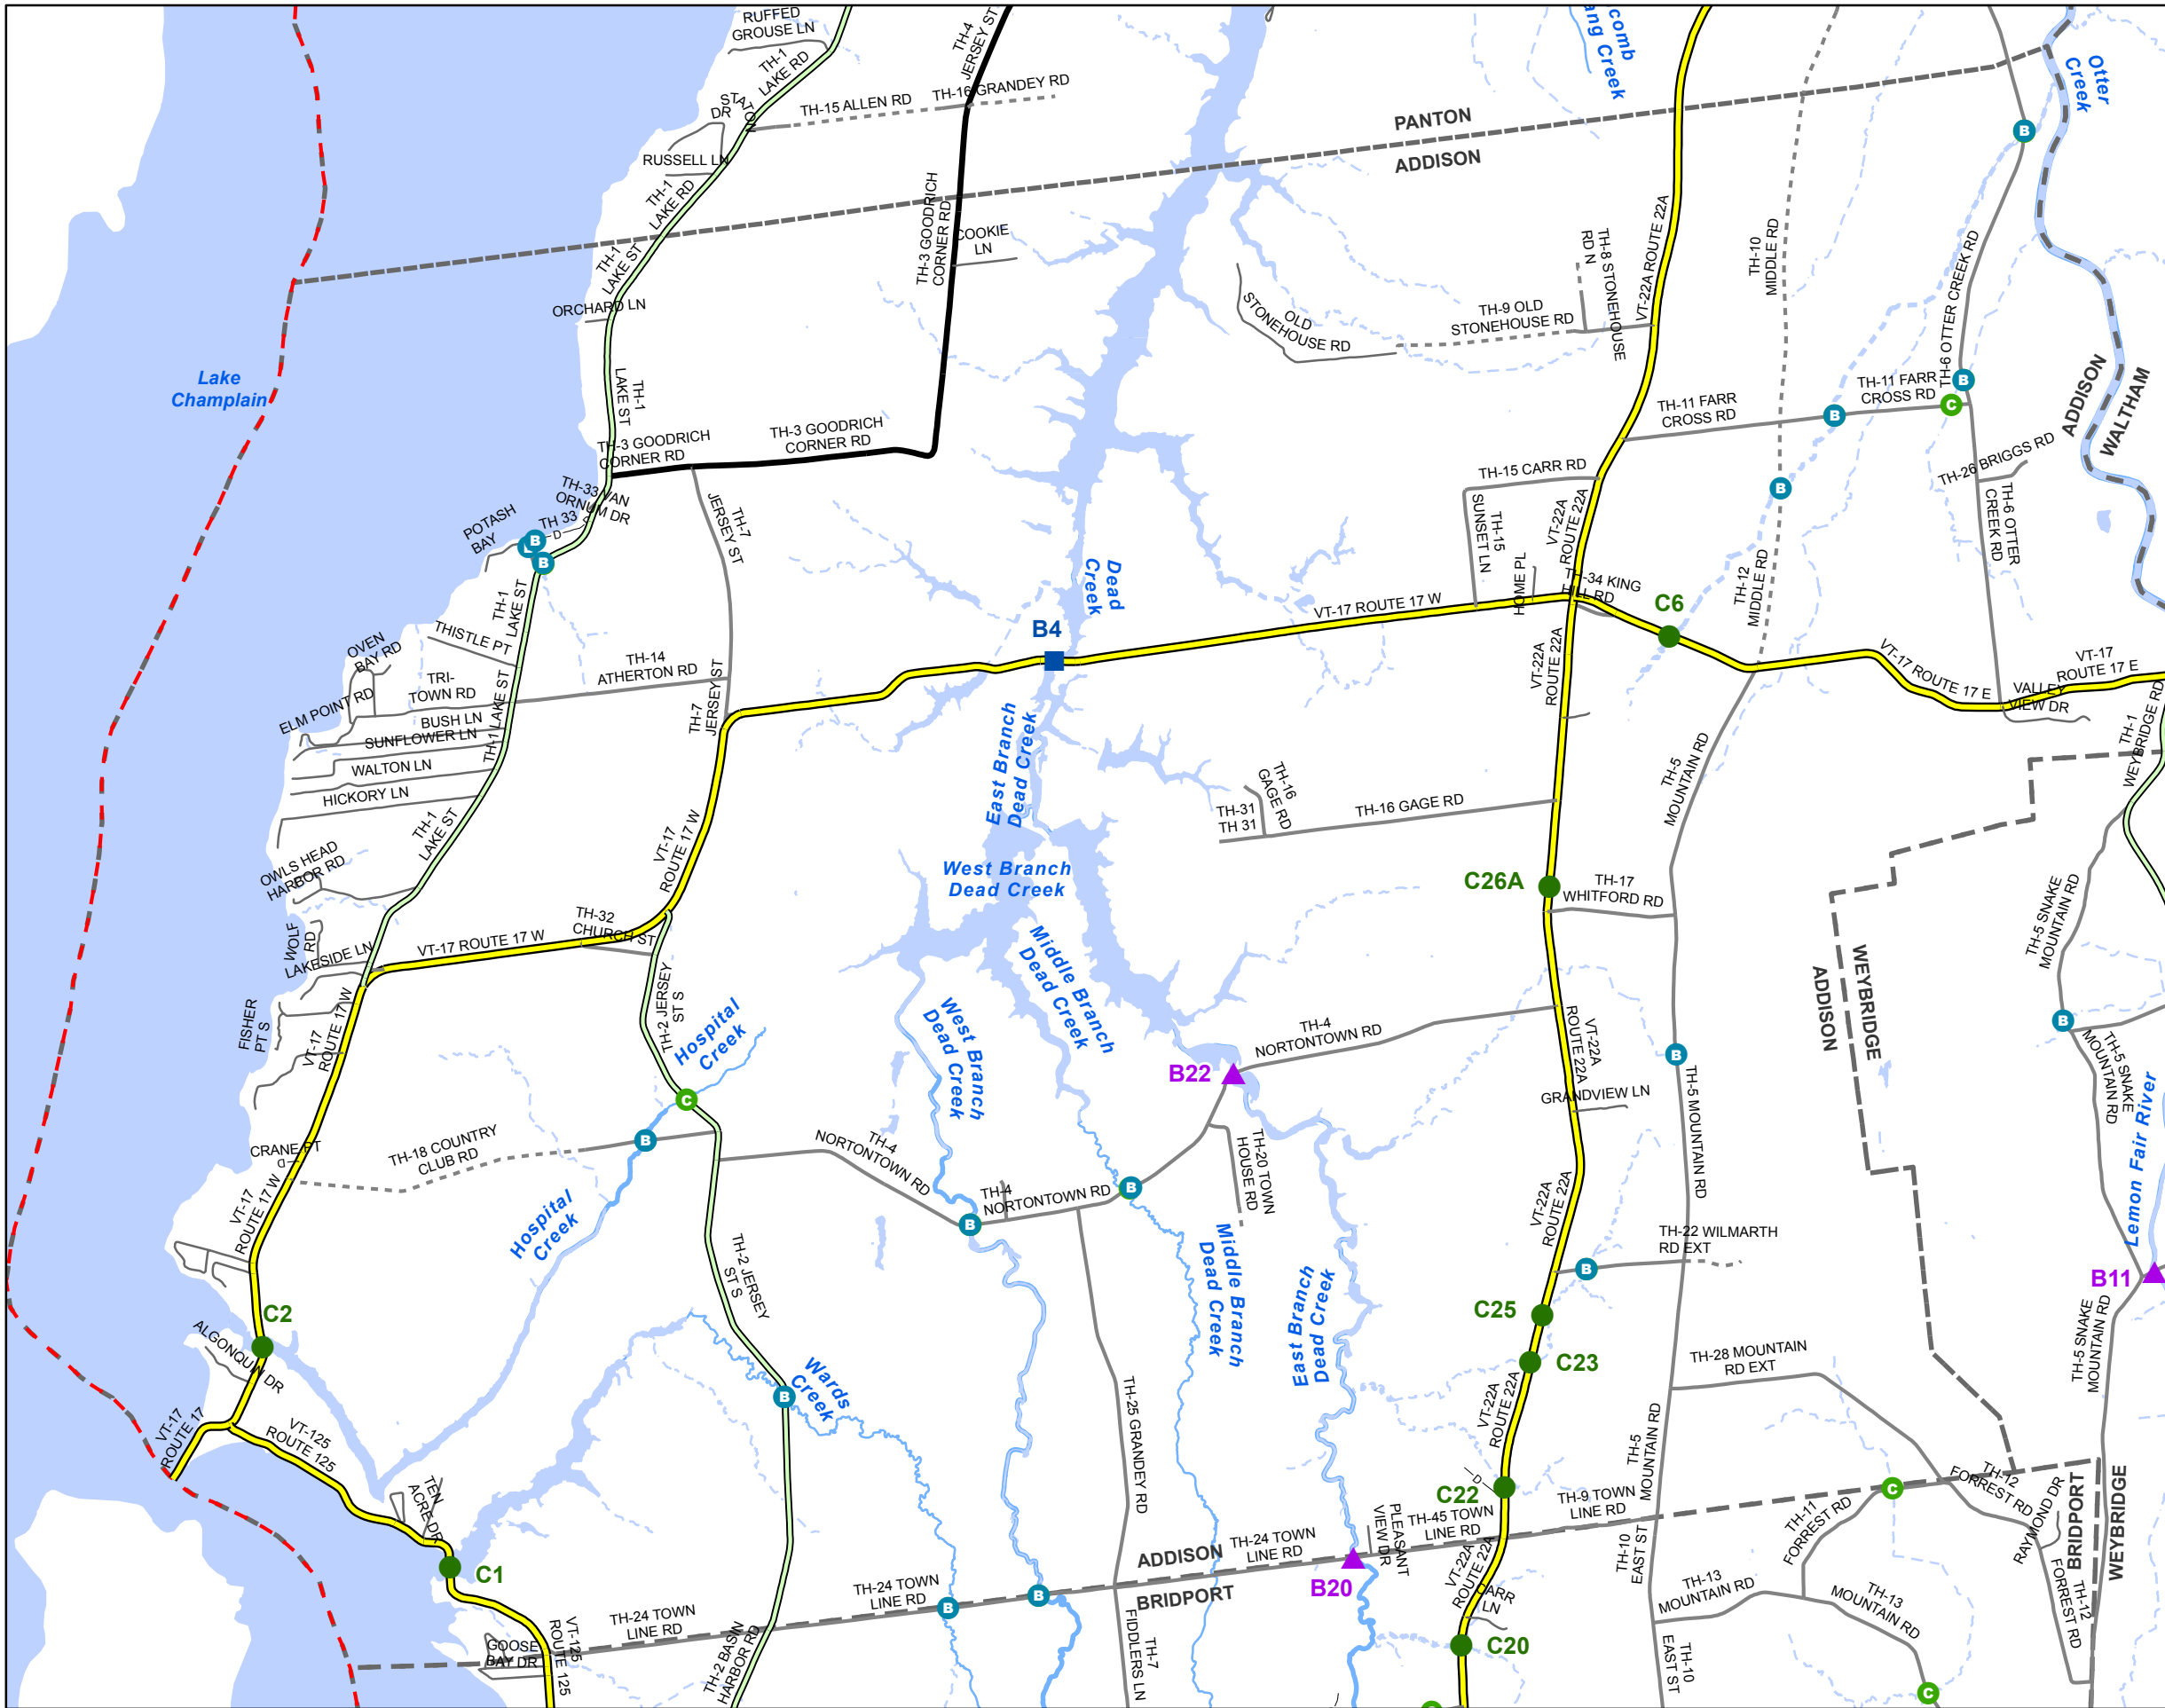 RUFFED
GROUSE LN
TH-1
LAKE RD
TH-4
JERSEY ST
comb
ang Creek
Otter
Creek
STATON
DR
TH-15 ALLEN RD
TH-16 GRANDEY RD
PANTON
ADDISON
B
RUSSELL LN
TH-1
LAKE RD
TH-3 GOODRICH
CORNER RD
COOKIE
LN
TH-1
LAKE ST
ORCHARD LN
OLD
STONEHOUSE RD
TH-9 OLD
STONEHOUSE RD
TH-8 STONEHOUSE
RD N
VT-22A ROUTE 22A
TH-10
MIDDLE RD
TH-6 OTTER CREEK RD
Lake
Champlain
TH-1
LAKE ST
TH-3 GOODRICH
CORNER RD
TH-3 GOODRICH
CORNER RD
TH-11 FARR
CROSS RD
B
TH-11 FARR
CROSS RD
B
C
ADDISON
WALTHAM
TH-15 CARR RD
TH-26 BRIGGS RD
B
TH-33 VAN
ORNUM DR
TH 33
D
POTASH
BAY
B
B
TH-7
JERSEY ST
TH-15
SUNSET LN
HOME PL
VT-22A
ROUTE 22A
TH-6 OTTER
CREEK RD
Dead
Creek
TH-34 KING
HILL RD
C6
TH-12
MIDDLE RD
TH-1
LAKE ST
THISTLE PT
OVEN
BAY RD
B4
VT-17 ROUTE 17 W
TRI-
TOWN RD
TH-14
ATHERTON RD
ELM POINT RD
BUSH LN
SUNFLOWER LN
TH-1 LAKE ST
TH-7
JERSEY ST
VT-22A
ROUTE 22A
VT-17 ROUTE 17 E
VT-17
ROUTE 17 E
VALLEY
VIEW DR
TH-1
WEYBRIDGE RD
WALTON LN
HICKORY LN
TH-1
LAKE ST
East Branch
Dead Creek
TH-16
GAGE RD
TH-31
TH 31
TH-16 GAGE RD
TH-5
MOUNTAIN RD
OWLS HEAD
HARBOR RD
VT-17
ROUTE 17 W
West Branch
Dead Creek
C26A
TH-17
WHITFORD RD
TH-5 SNAKE
MOUNTAIN RD
WOLF
RD
LAKESIDE LN
VT-17 ROUTE 17 W
TH-32
CHURCH ST
Middle Branch
Dead Creek
WEYBRIDGE
ADDISON
FISHER
PT S
VT-17
ROUTE 17 W
TH-2 JERSEY
ST S
Hospital
Creek
West Branch
Dead Creek
TH-4
NORTONTOWN RD
B22
VT-22A
ROUTE 22A
GRANDVIEW LN
B
TH-5 MOUNTAIN RD
B
TH-5 SNAKE
MOUNTAIN RD
Lemon Fair River
C
B
CRANE PT
TH-18 COUNTRY
CLUB RD
TH-4
NORTONTOWN RD
TH-4
NORTONTOWN RD
B
B
TH-20 TOWN
HOUSE RD
VT-17
ROUTE 17 W
Hospital
Creek
Middle Branch
Dead Creek
VT-22A
ROUTE 22A
TH-22 WILMARTH
RD EXT
B
B11
TH-2 JERSEY
ST S
East Branch
Dead Creek
C25
C23
C2
ALGONQUIN DR
Wards
Creek
B
TH-28 MOUNTAIN
RD EXT
TH-5 SNAKE
MOUNTAIN RD
VT-17
ROUTE 17
VT-125
ROUTE 125
TH-25 GRANDEY RD
VT-22A
ROUTE 22A
TH-5
MOUNTAIN RD
TEN
ACRE DR
D
C22
PLEASANT
VIEW DR
TH-45 TOWN
LINE RD
TH-9 TOWN
LINE RD
C
TH-12
FORREST RD
TH-11
FORREST RD
RAYMOND DR
BRIDPORT
WEYBRIDGE
C1
ADDISON
BRIDPORT
TH-24 TOWN
LINE RD
B20
VT-22A
ROUTE 22A
CARR
LN
TH-10
EAST ST
TH-13
MOUNTAIN RD
TH-13
MOUNTAIN RD
TH-12
FORREST RD
TH-24 TOWN
LINE RD
TH-24 TOWN
LINE RD
B
B
GOOSE
BAY DR
VT-125
ROUTE 125
TH-2 BASIN
HARBOR RD
TH-7
FIDDLERS LN
C20
TH-10
EAST ST
C